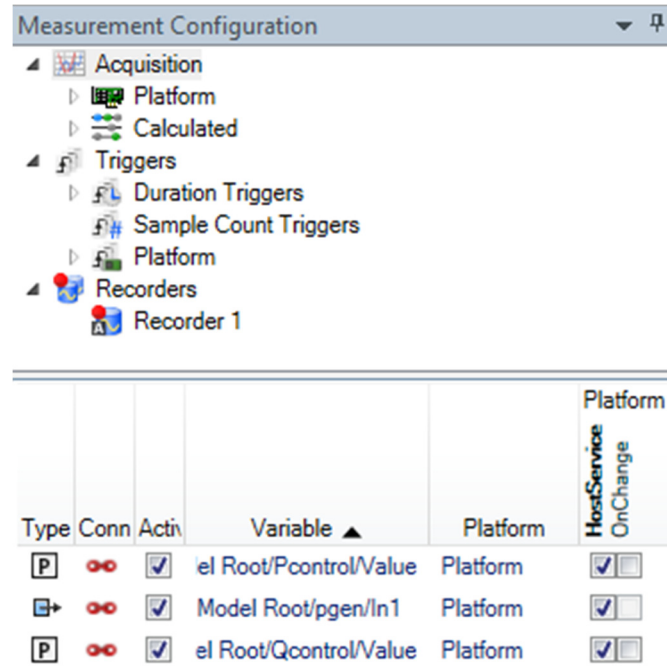 Measurement Configuration
Acquisition
Platform
Calculated
Triggers
Duration Triggers
Sample Count Triggers
Platform
Recorders
Recorder 1
Platform
HostService
OnChange
Type Conn Activ Variable Platform
P el Root/Pcontrol/Value Platform
Model Root/pgen/In1 Platform
P el Root/Qcontrol/Value Platform